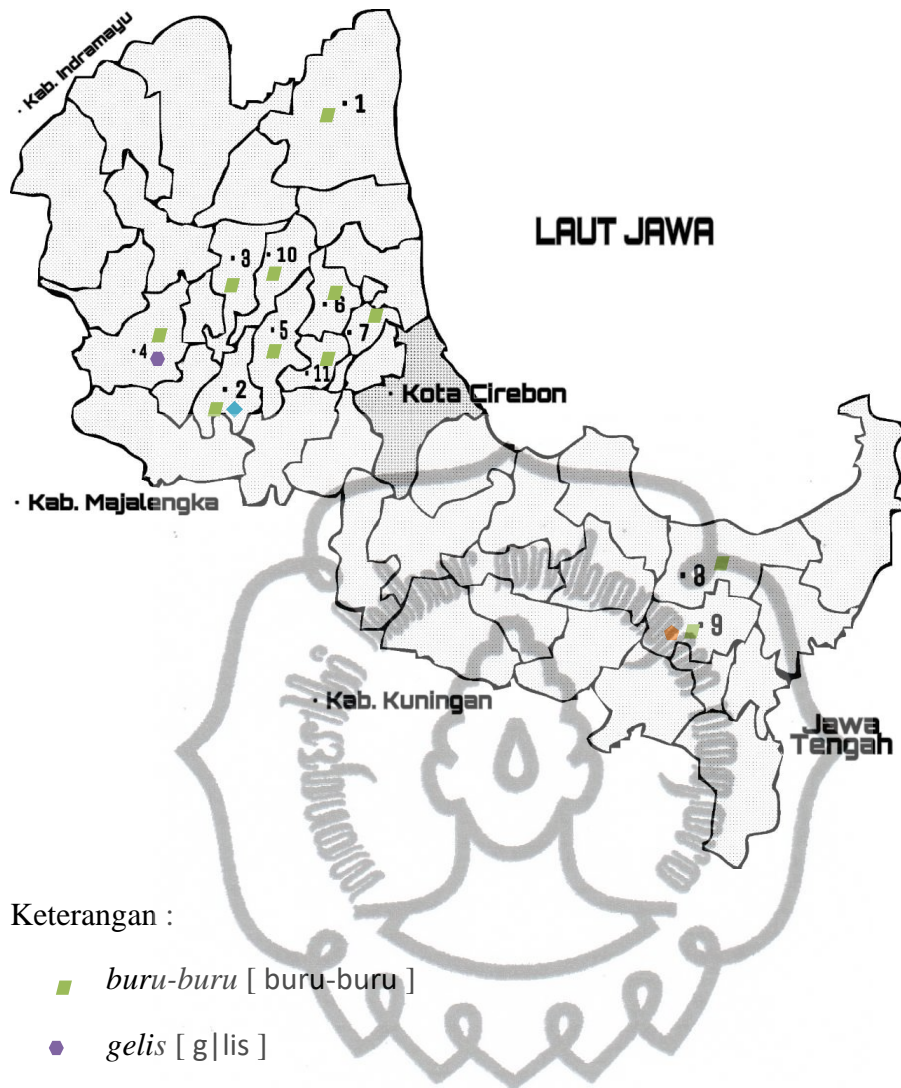 · Kab. Indramayu
· 1
LAUT JAWA
· 3
· 10
· 6
· 5
· 7
· 4
· 11
· 2
· Kota Cirebon
· Kab. Majalengka
· 8
· 9
· Kab. Kuningan
Jawa
Tengah
Keterangan :
buru-buru [ buru-buru ]
gelis [ g|lis ]